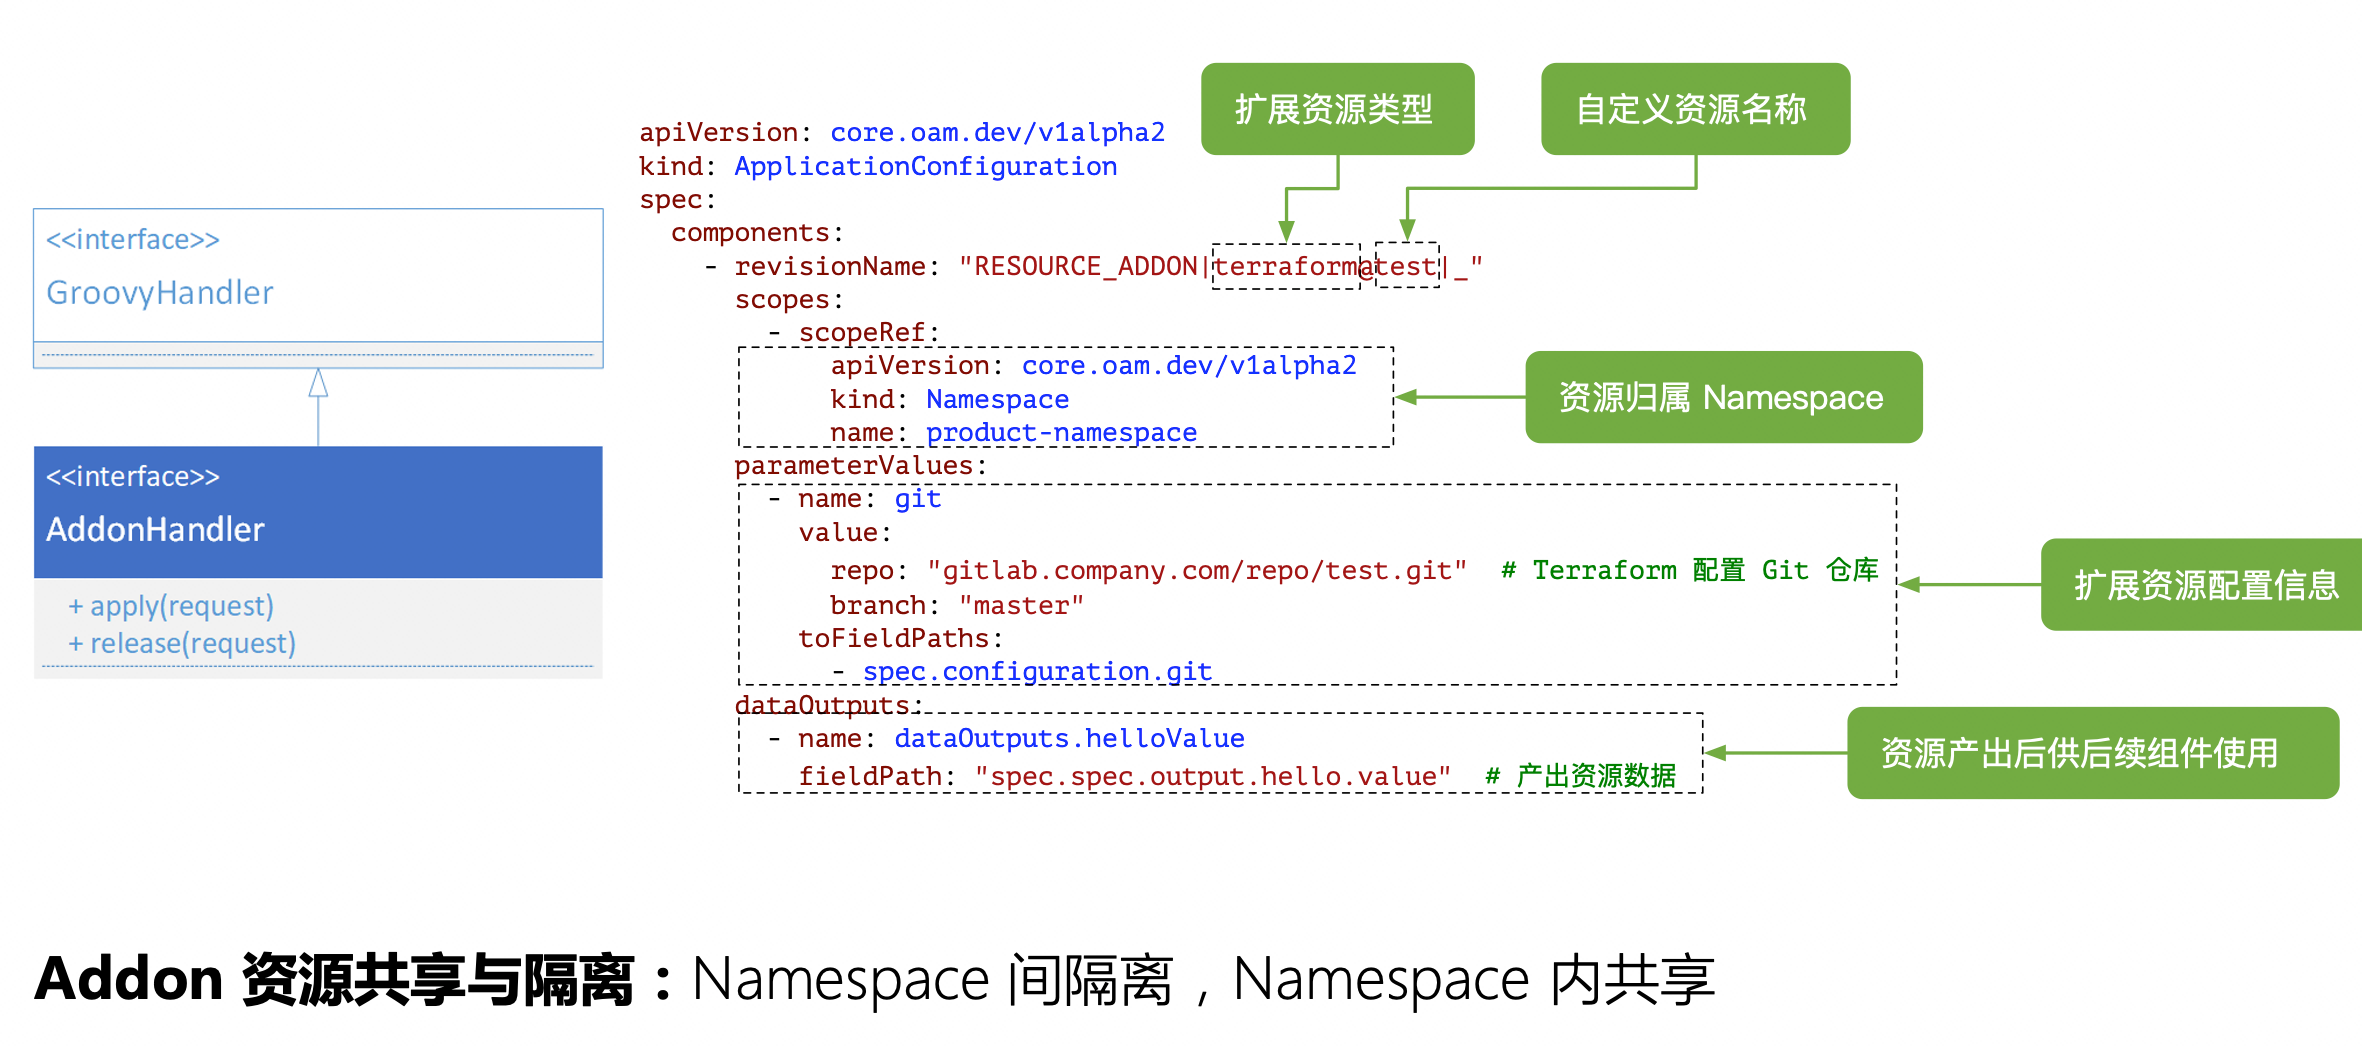 扩展资源类型
自定义资源名称
<<interface>>
GroovyHandler
<<interface>>
AddonHandler
+ apply(request)
+ release(request)
apiVersion: core.oam.dev/v1alpha2
kind: ApplicationConfiguration
spec:
components:
- revisionName: "RESOURCE_ADDON|terraform@test|_"
scopes:
- scopeRef:
apiVersion: core.oam.dev/v1alpha2
kind: Namespace
name: product-namespace
资源归属 Namespace
parameterValues:
- name: git
value:
repo: "gitlab.company.com/repo/test.git" # Terraform 配置 Git 仓库
branch: "master"
toFieldPaths:
- spec.configuration.git
扩展资源配置信息
dataOutputs:
- name: dataOutputs.helloValue
fieldPath: "spec.spec.output.hello.value" # 产出资源数据
资源产出后供后续组件使用
Addon 资源共享与隔离：Namespace 间隔离，Namespace 内共享